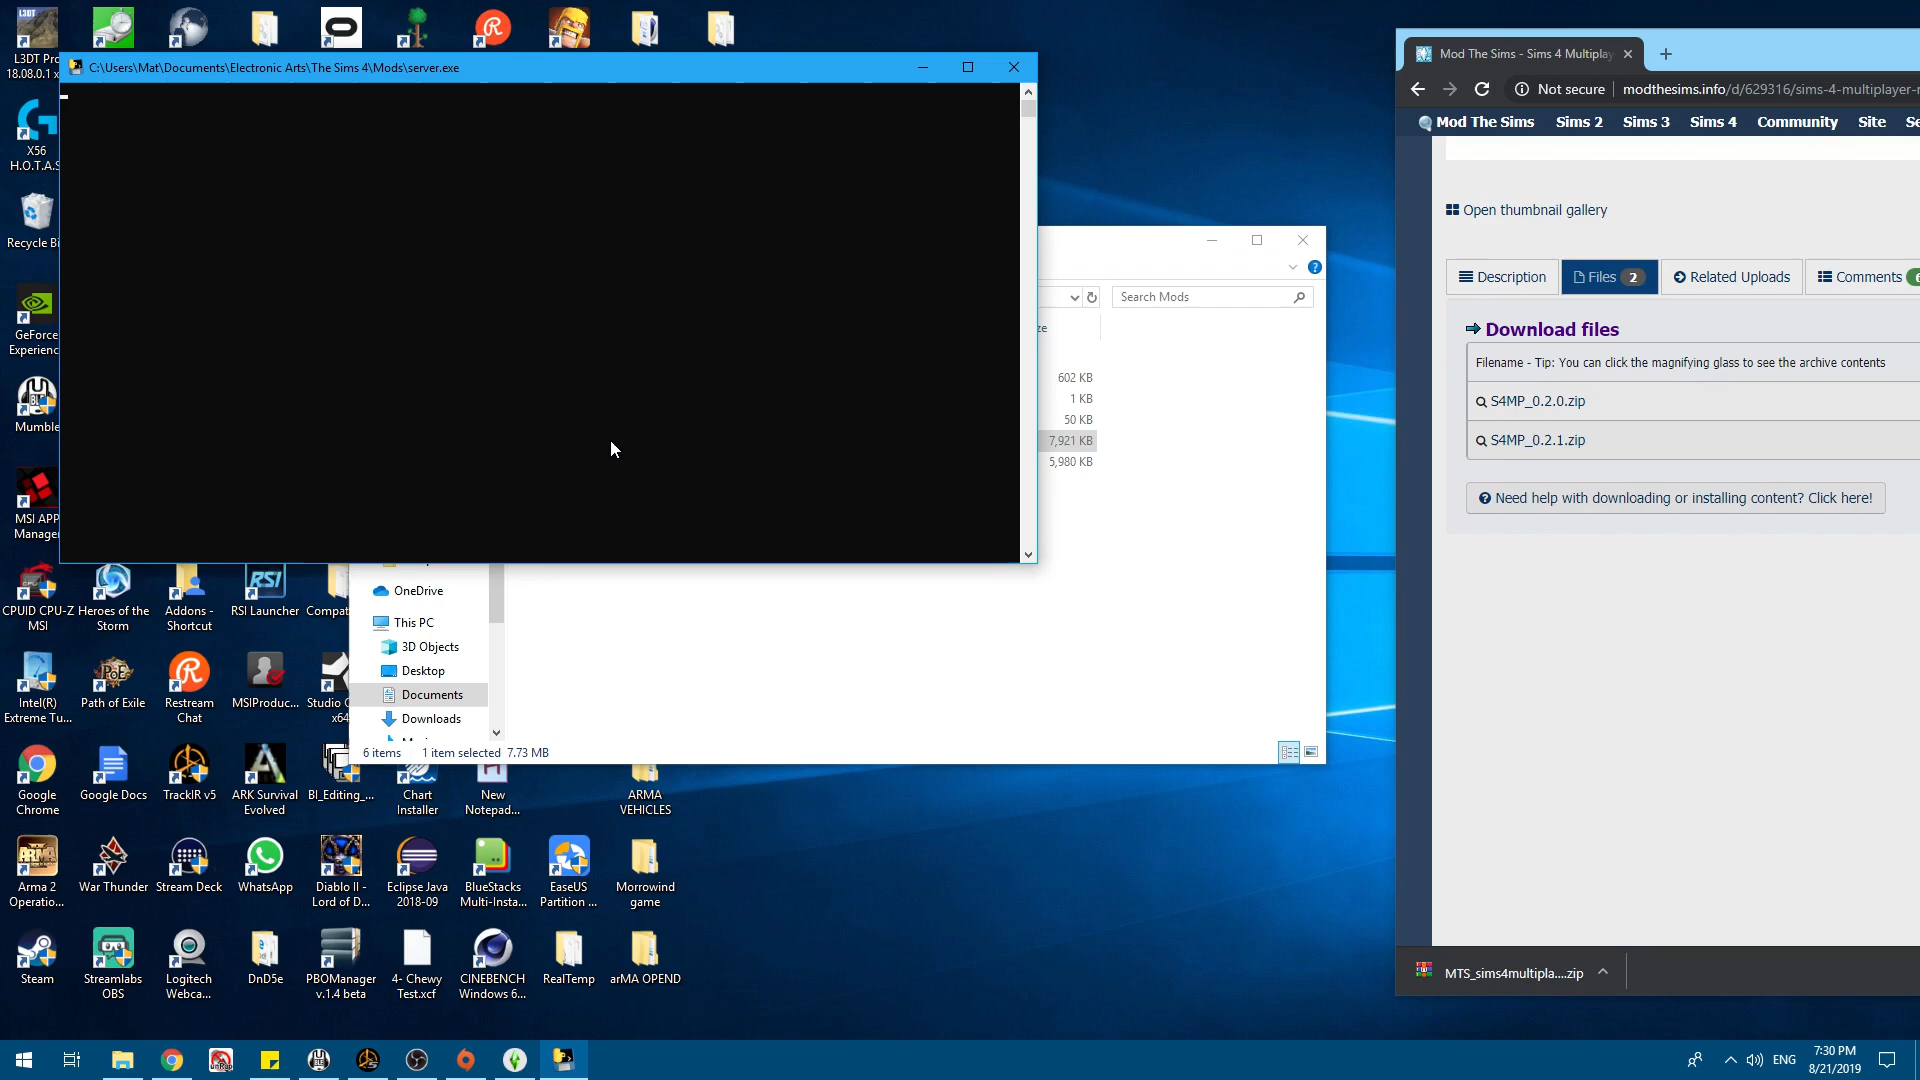 L3DT Pro
18.08.0.1 x
C:\Users\Mat\Documents\Electronic Arts\The Sims 4\Mods\server.exe
X56
H.O.T.A.S
Recycle Bi
GeForce
Experienc
Mumble
MSI APP
Manager
CPUID CPU-Z
MSI
Heroes of the
Storm
Addons -
Shortcut
RSI Launcher
Compat
Intel(R)
Extreme Tu...
Path of Exile
Restream
Chat
MSIProduc...
Studio
x64
Google
Chrome
Google Docs
TrackIR v5
ARK Survival
Evolved
BI_Editing_...
Chart
Installer
New
Notepad...
ARMA
VEHICLES
Arma 2
Operatio...
War Thunder
Stream Deck
WhatsApp
Diablo II -
Lord of D...
Eclipse Java
2018-09
BlueStacks
Multi-Insta...
EaseUS
Partition ...
Morrowind
game
Steam
Streamlabs
OBS
Logitech
Webca...
DnD5e
PBOManager
v.1.4 beta
4- Chewy
Test.xcf
CINEBENCH
Windows 6...
RealTemp
arMA OPEND
Search Mods
ze
602 KB
1 KB
50 KB
7,921 KB
5,980 KB
OneDrive
This PC
3D Objects
Desktop
Documents
Downloads
6 items 1 item selected 7.73 MB
Mod The Sims - Sims 4 Multiplay
Not secure modthesims.info/d/629316/sims-4-multiplayer-
Mod The Sims Sims 2 Sims 3 Sims 4 Community Site Se
Open thumbnail gallery
Description Files 2 Related Uploads Comments
Download files
Filename - Tip: You can click the magnifying glass to see the archive contents
S4MP_0.2.0.zip
S4MP_0.2.1.zip
Need help with downloading or installing content? Click here!
MTS_sims4multipla....zip
ENG
7:30 PM
8/21/2019